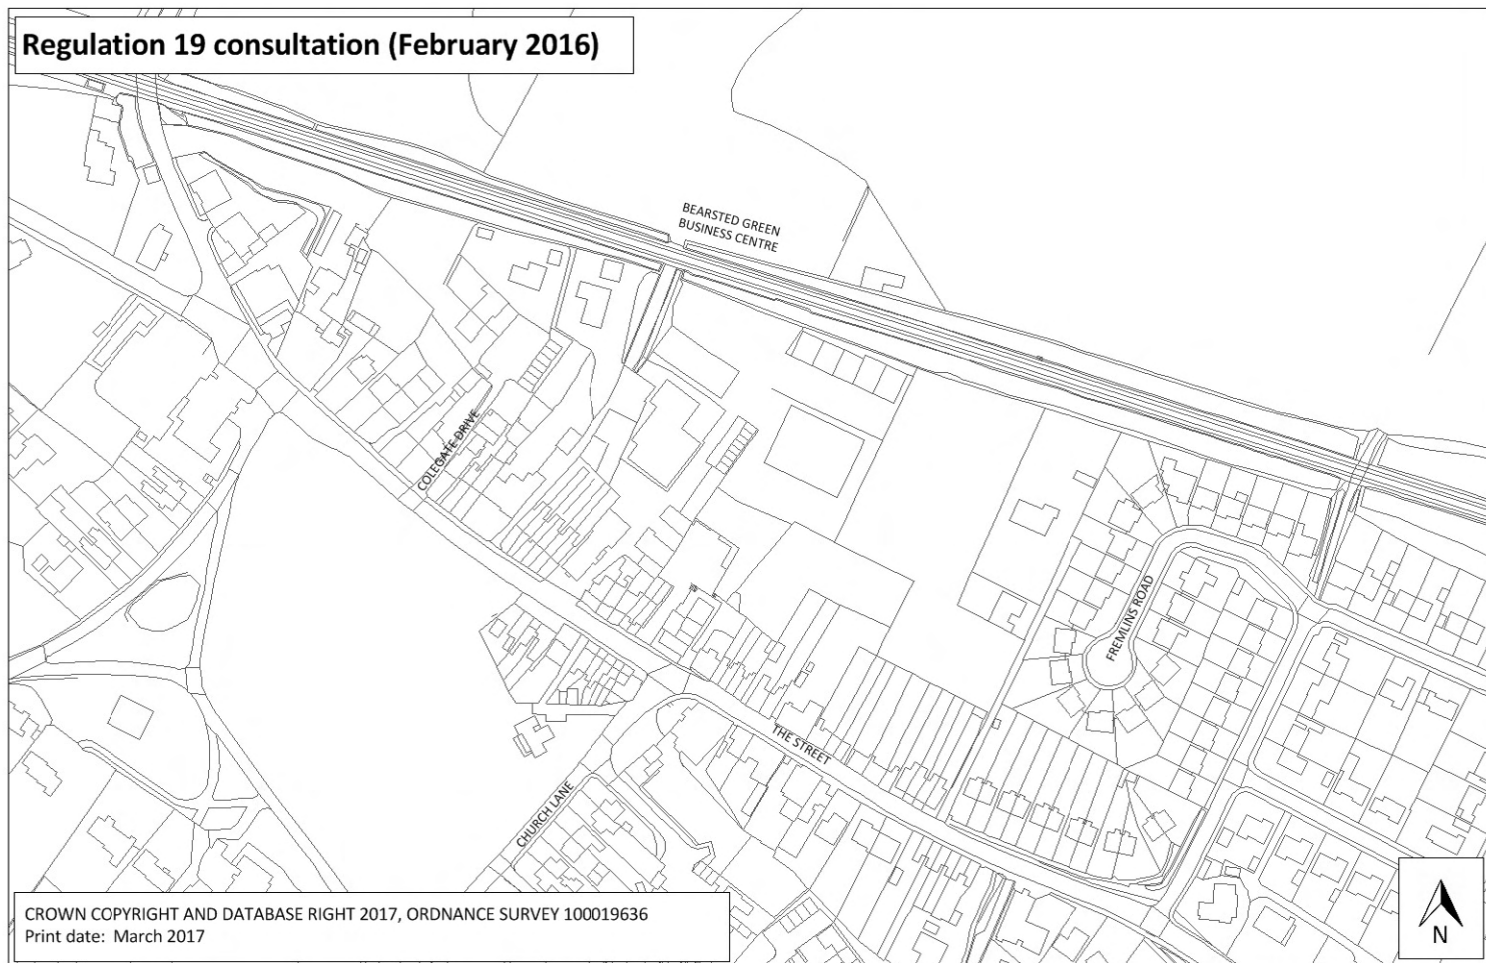 Regulation 19 consultation (February 2016)
BEARSTED GREEN
BUSINESS CENTRE
COLEGATE DRIVE
FREMLINS ROAD
THE STREET
CHURCH LANE
CROWN COPYRIGHT AND DATABASE RIGHT 2017, ORDNANCE SURVEY 100019636
Print date: March 2017
N